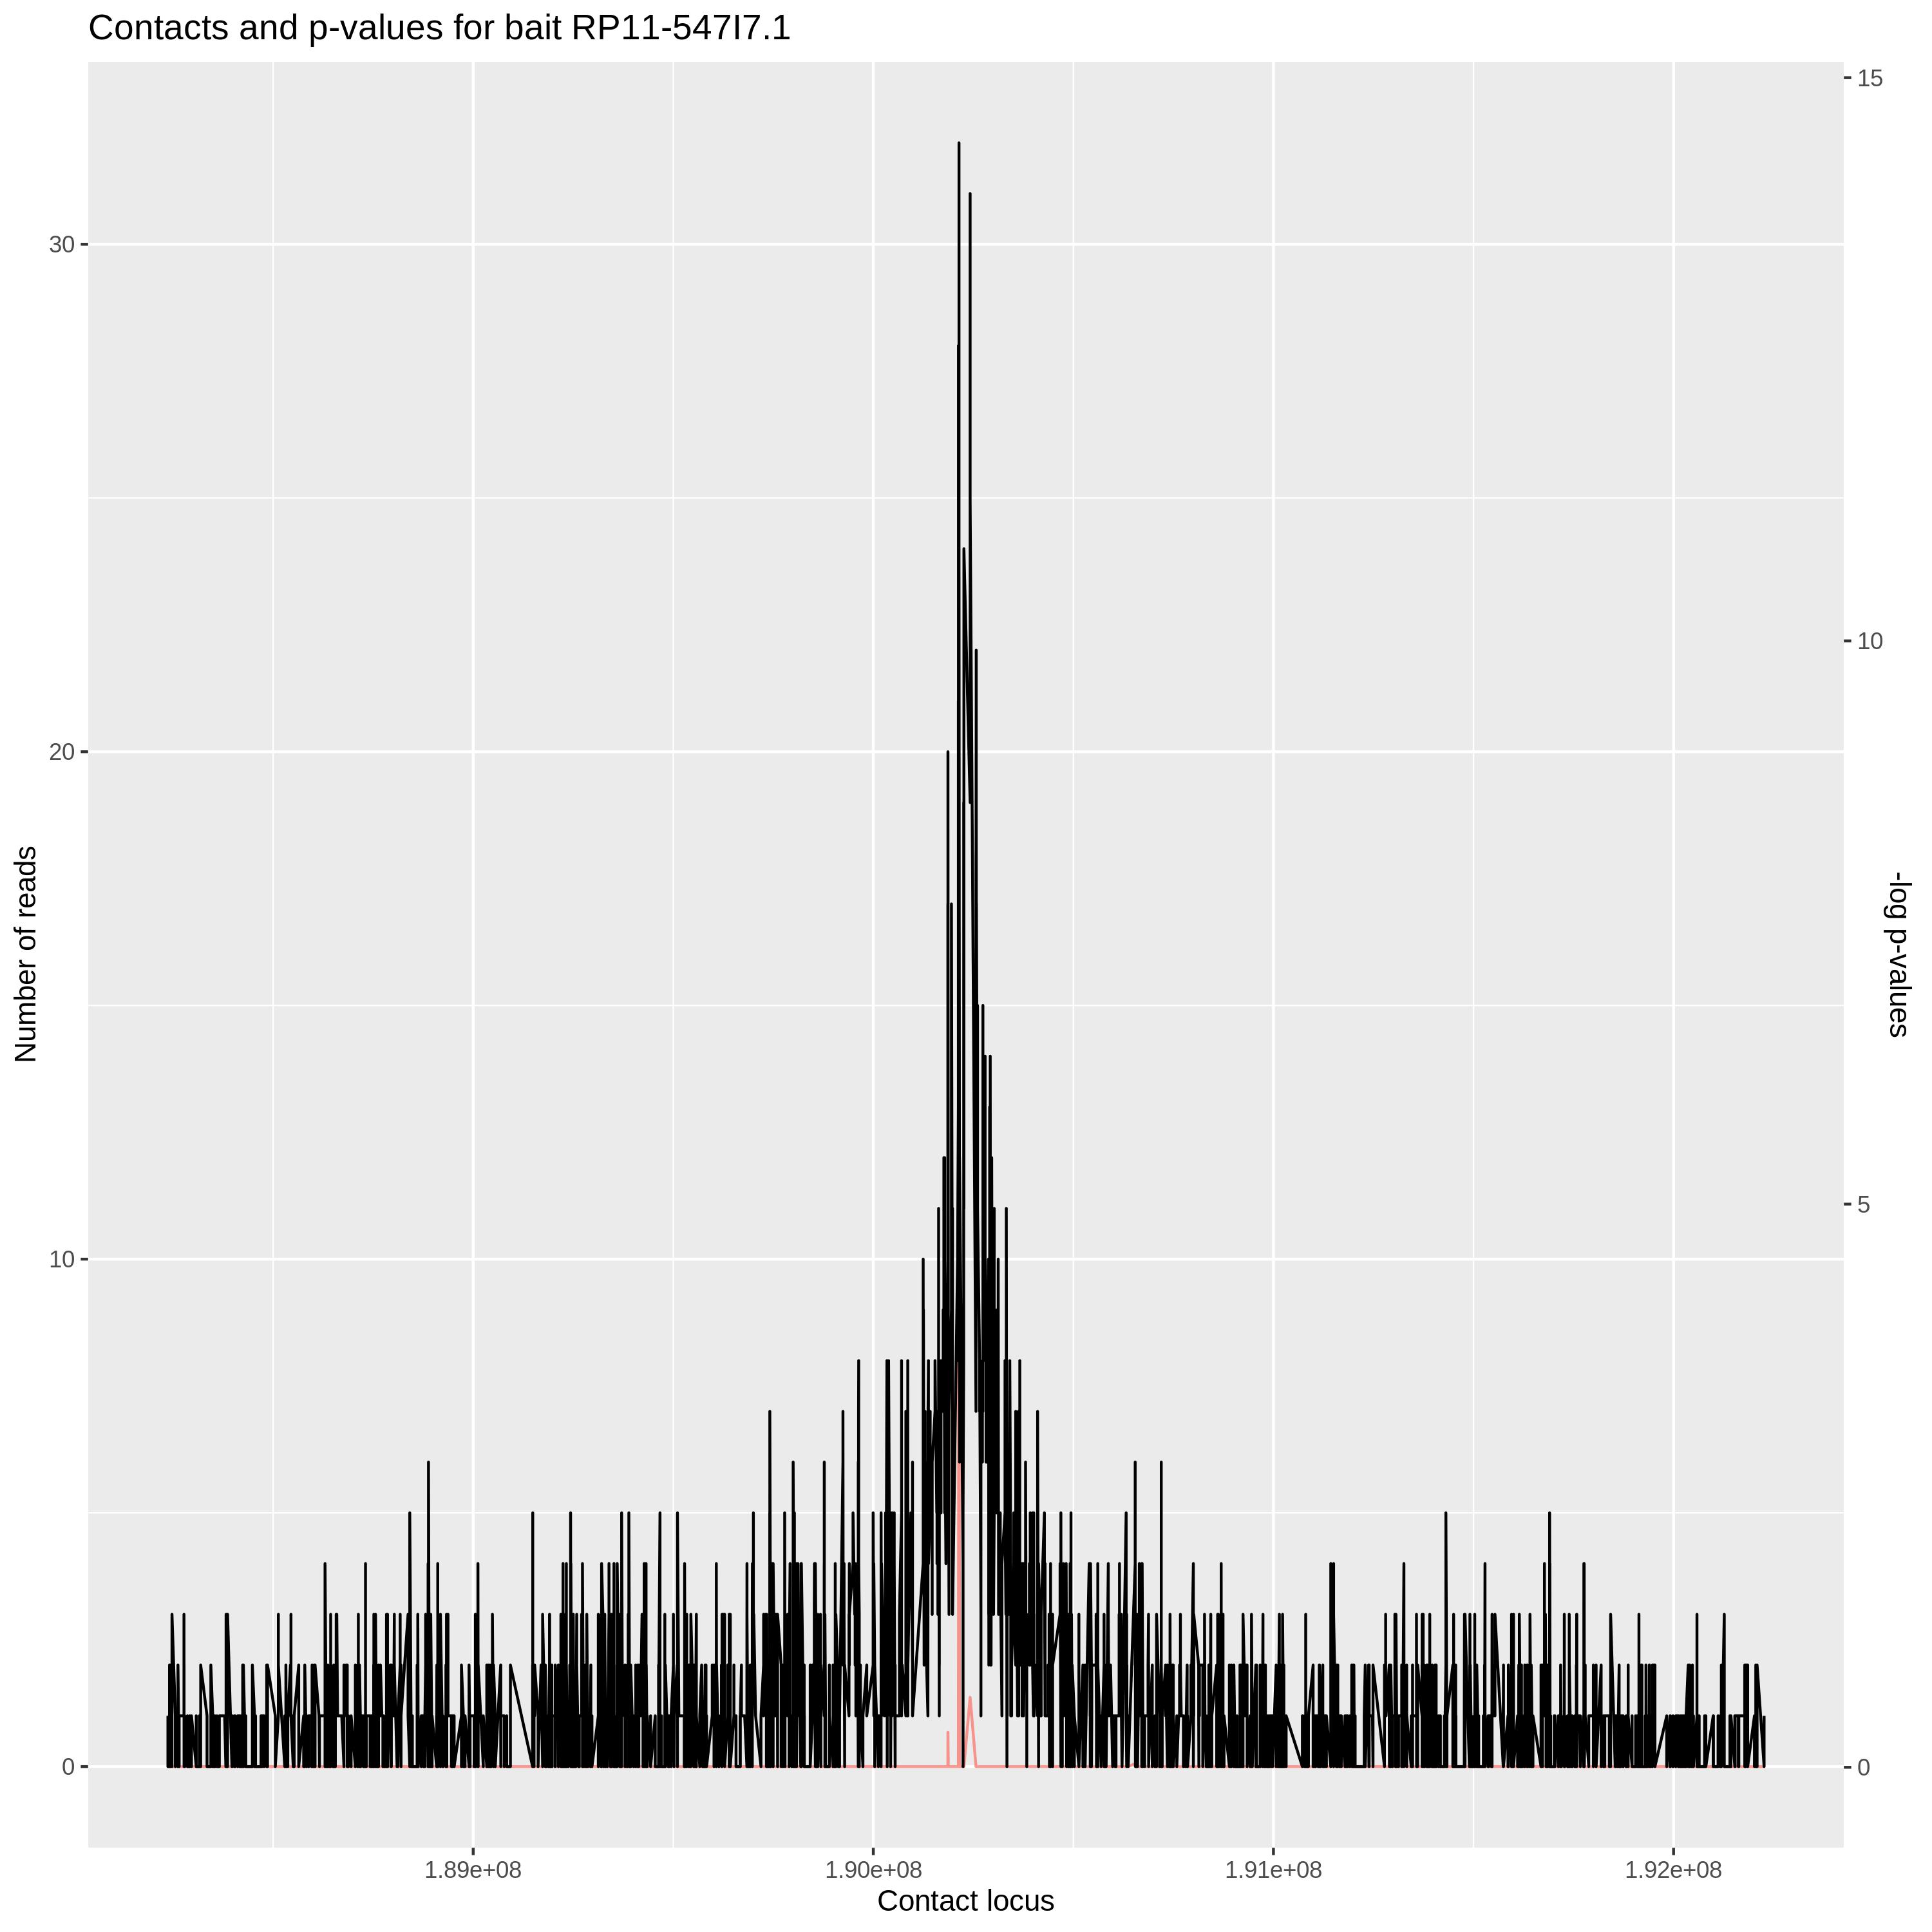 Contacts and p-values for bait RP11-547I7.1
30
20
10
0
Number of reads
15
10
5
0
-log p-values
1.89e+08
1.90e+08
1.91e+08
1.92e+08
Contact locus